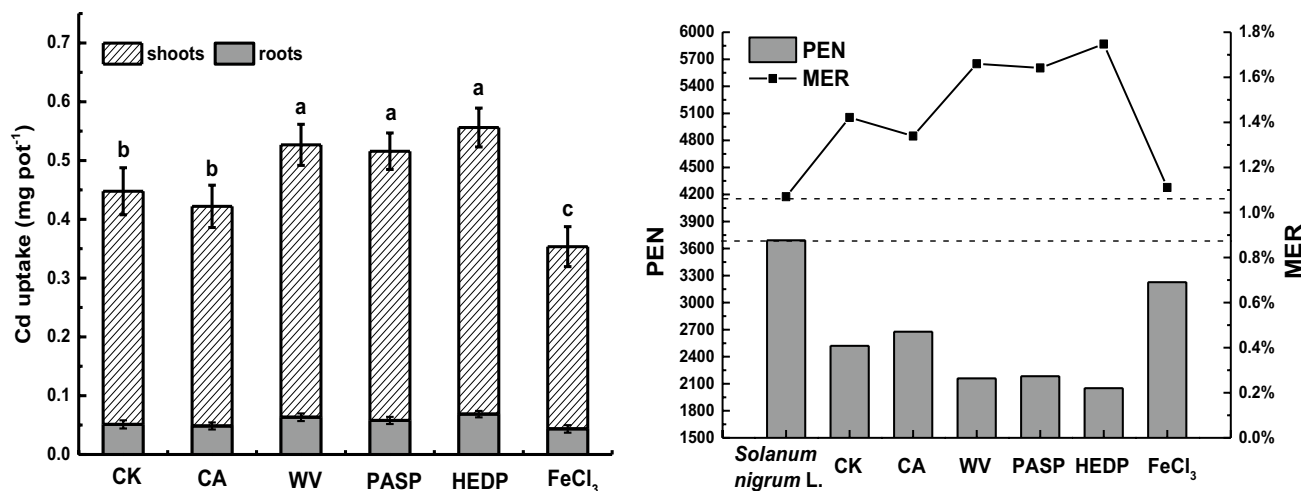 shoots roots
Cd uptake (mg pot⁻¹)
0.7
0.6
0.5
0.4
0.3
0.2
0.1
0.0
b
b
a
a
a
c
CK CA WV PASP HEDP FeCl₃
PEN
MER
PEN
6000
5700
5400
5100
4800
4500
4200
3900
3600
3300
3000
2700
2400
2100
1800
1500
1.8%
1.6%
1.4%
1.2%
1.0%
0.8%
0.6%
0.4%
0.2%
0.0%
MER
Solanum
nigrum L.
CK CA WV PASP HEDP FeCl₃